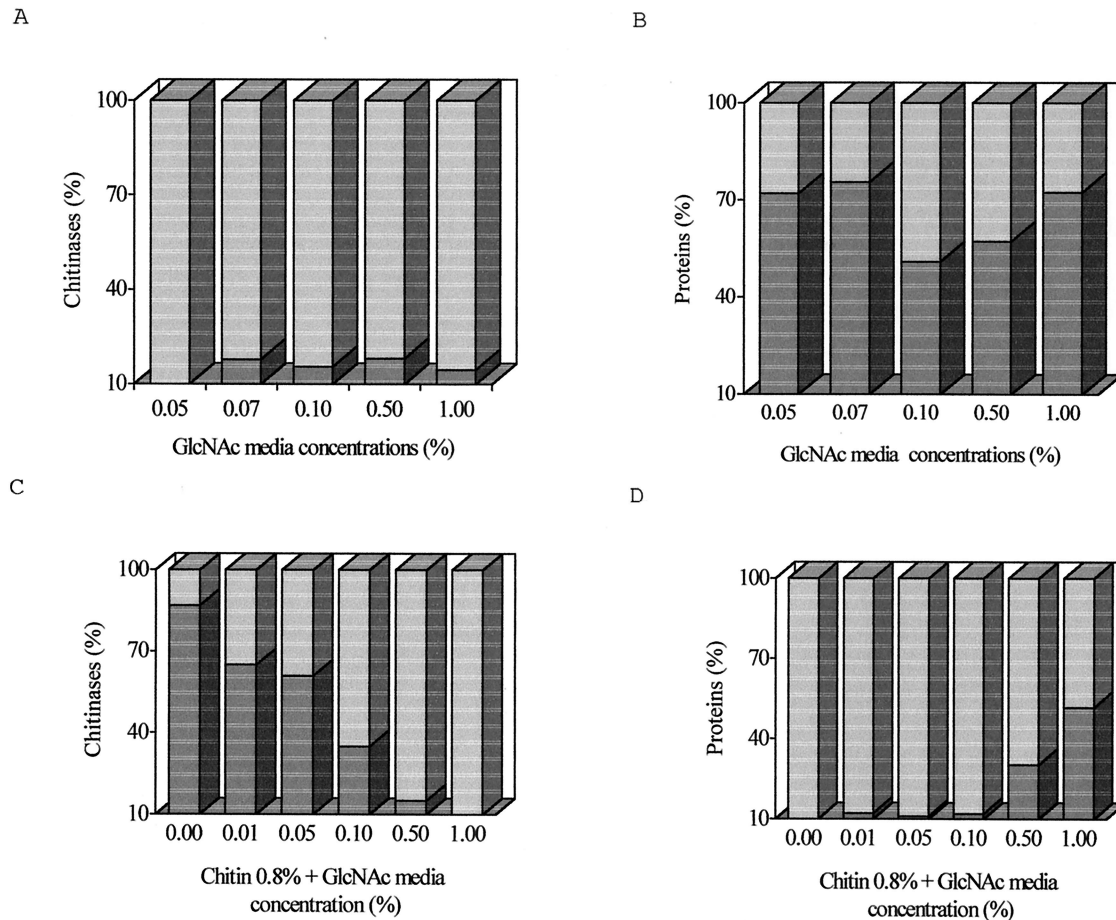 A
B
100
70
40
10
Chitinases (%)
0.05 0.07 0.10 0.50 1.00
GlcNAc media concentrations (%)
100
70
40
10
Proteins (%)
0.05 0.07 0.10 0.50 1.00
GlcNAc media concentrations (%)
C
D
100
70
40
10
Chitinases (%)
0.00 0.01 0.05 0.10 0.50 1.00
Chitin 0.8% + GlcNAc media
concentration (%)
100
70
40
10
Proteins (%)
0.00 0.01 0.05 0.10 0.50 1.00
Chitin 0.8% + GlcNAc media
concentration (%)